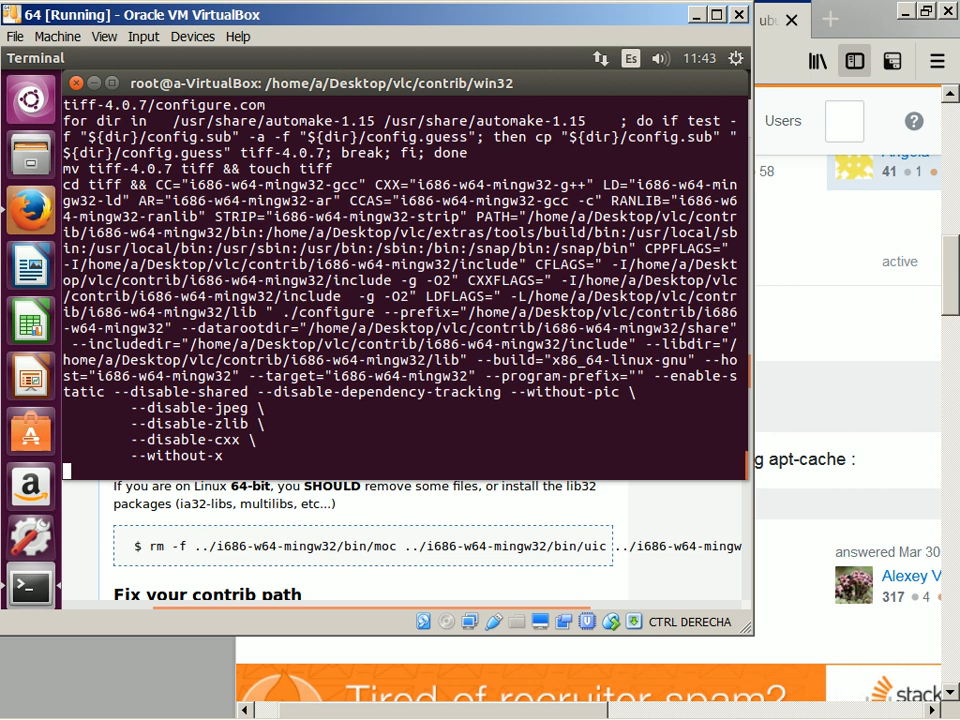 64 [Running] - Oracle VM VirtualBox
File Machine View Input Devices Help
Terminal
Es
11:43
root@a-VirtualBox: /home/a/Desktop/vlc/contrib/win32
tiff-4.0.7/configure.com
for dir in   /usr/share/automake-1.15 /usr/share/automake-1.15    ; do if test -
f "${dir}/config.sub" -a -f "${dir}/config.guess"; then cp "${dir}/config.sub" "
${dir}/config.guess" tiff-4.0.7; break; fi; done
mv tiff-4.0.7 tiff && touch tiff
cd tiff && CC="i686-w64-mingw32-gcc" CXX="i686-w64-mingw32-g++" LD="i686-w64-min
gw32-ld" AR="i686-w64-mingw32-ar" CCAS="i686-w64-mingw32-gcc -c" RANLIB="i686-w6
4-mingw32-ranlib" STRIP="i686-w64-mingw32-strip" PATH="/home/a/Desktop/vlc/contr
ib/i686-w64-mingw32/bin:/home/a/Desktop/vlc/extras/tools/build/bin:/usr/local/sb
in:/usr/local/bin:/usr/sbin:/usr/bin:/sbin:/bin:/snap/bin:/snap/bin" CPPFLAGS="
-I/home/a/Desktop/vlc/contrib/i686-w64-mingw32/include" CFLAGS=" -I/home/a/Deskt
op/vlc/contrib/i686-w64-mingw32/include -g -O2" CXXFLAGS=" -I/home/a/Desktop/vlc
/contrib/i686-w64-mingw32/include  -g -O2" LDFLAGS=" -L/home/a/Desktop/vlc/contr
ib/i686-w64-mingw32/lib " ./configure --prefix="/home/a/Desktop/vlc/contrib/i686
-w64-mingw32" --datarootdir="/home/a/Desktop/vlc/contrib/i686-w64-mingw32/share"
 --includedir="/home/a/Desktop/vlc/contrib/i686-w64-mingw32/include" --libdir="/
home/a/Desktop/vlc/contrib/i686-w64-mingw32/lib" --build="x86_64-linux-gnu" --ho
st="i686-w64-mingw32" --target="i686-w64-mingw32" --program-prefix="" --enable-s
tatic --disable-shared --disable-dependency-tracking --without-pic \
--disable-jpeg \
--disable-zlib \
--disable-cxx \
--without-x
If you are on Linux 64-bit, you SHOULD remove some files, or install the lib32
packages (ia32-libs, multilibs, etc...)
$ rm -f ../i686-w64-mingw32/bin/moc ../i686-w64-mingw32/bin/uic ../i686-w64-mingw
Fix your contrib path
CTRL DERECHA
ubu
Users
58
41 1
active
g apt-cache :
answered Mar 30
Alexey V
317 4
Tired of recruiter spam?
stack